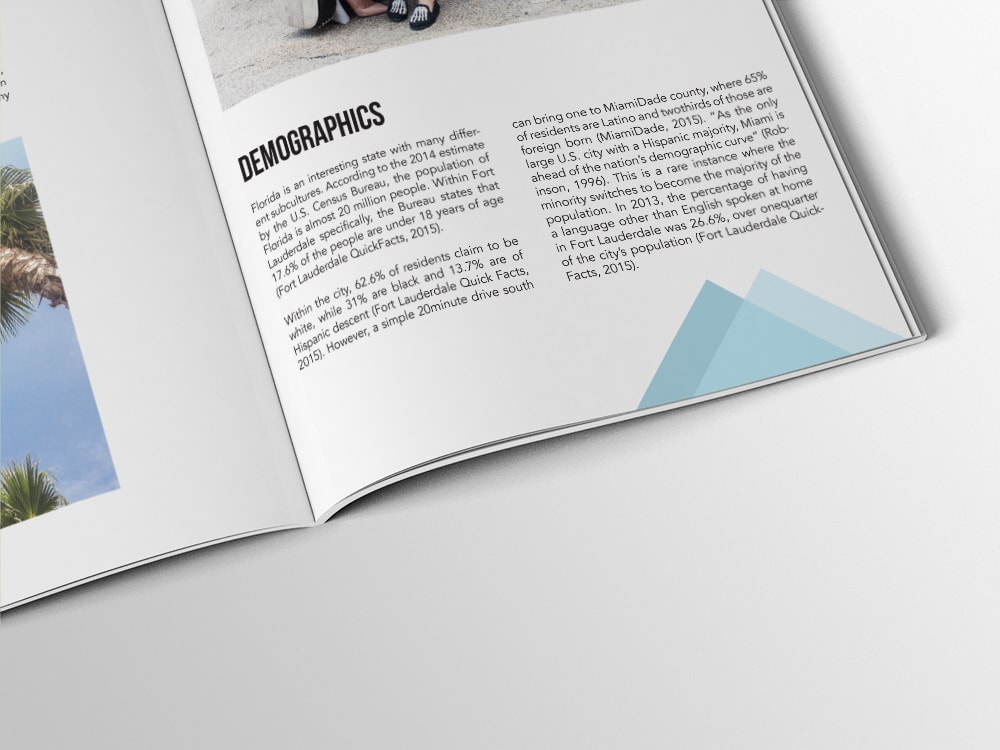 n
ny
DEMOGRAPHICS
Florida is an interesting state with many differ-
ent subcultures. According to the 2014 estimate
by the U.S. Census Bureau, the population of
Florida is almost 20 million people. Within Fort
Lauderdale specifically, the Bureau states that
17.6% of the people are under 18 years of age
(Fort Lauderdale QuickFacts, 2015).
Within the city, 62.6% of residents claim to be
white, while 31% are black and 13.7% are of
Hispanic descent (Fort Lauderdale Quick Facts,
2015). However, a simple 20minute drive south
can bring one to MiamiDade county, where 65%
of residents are Latino and twothirds of those are
foreign born (MiamiDade, 2015). "As the only
large U.S. city with a Hispanic majority, Miami is
ahead of the nation's demographic curve" (Rob-
inson, 1996). This is a rare instance where the
minority switches to become the majority of the
population. In 2013, the percentage of having
a language other than English spoken at home
in Fort Lauderdale was 26.6%, over onequarter
of the city's population (Fort Lauderdale Quick-
Facts, 2015).